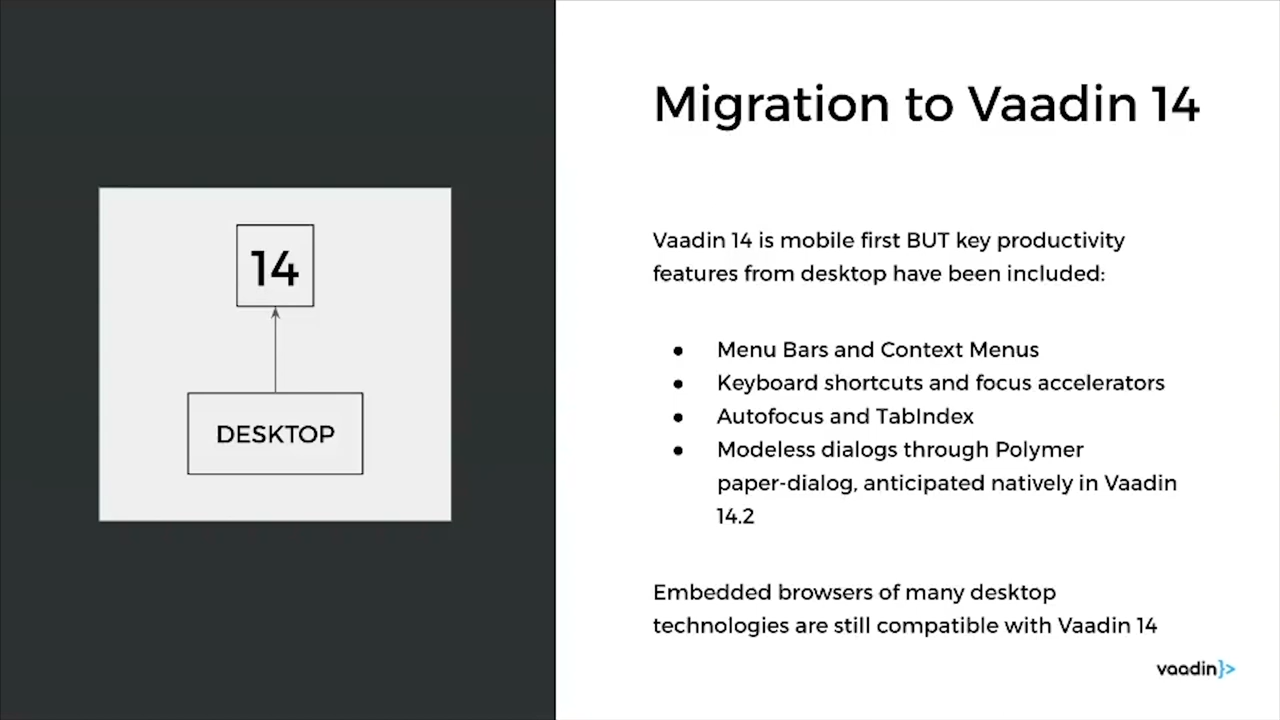 Migration to Vaadin 14
14
DESKTOP
Vaadin 14 is mobile first BUT key productivity
features from desktop have been included:
● Menu Bars and Context Menus
● Keyboard shortcuts and focus accelerators
● Autofocus and TabIndex
● Modeless dialogs through Polymer
paper-dialog, anticipated natively in Vaadin
14.2
Embedded browsers of many desktop
technologies are still compatible with Vaadin 14
vaadin}>